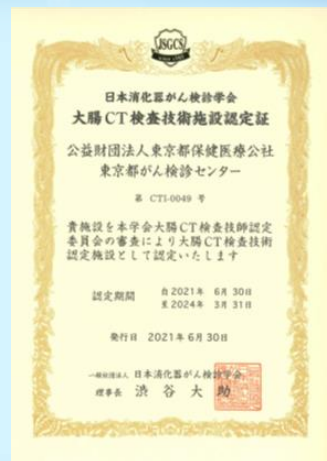 JSGCS
日本消化器がん検診学会
大腸CT検査技術施設認定証
公益財団法人東京都保健医療公社
東京都がん検診センター
第 CTI-0049 号
貴施設を本学会大腸CT検査技師認定
委員会の審査により大腸CT検査技術
認定施設として認定いたします
認定期間 自 2021年 6月 30日
至 2024年 3月 31日
発行日 2021年 6月 30日
一般社団法人 日本消化器がん検診学会
理事長 渋谷大助